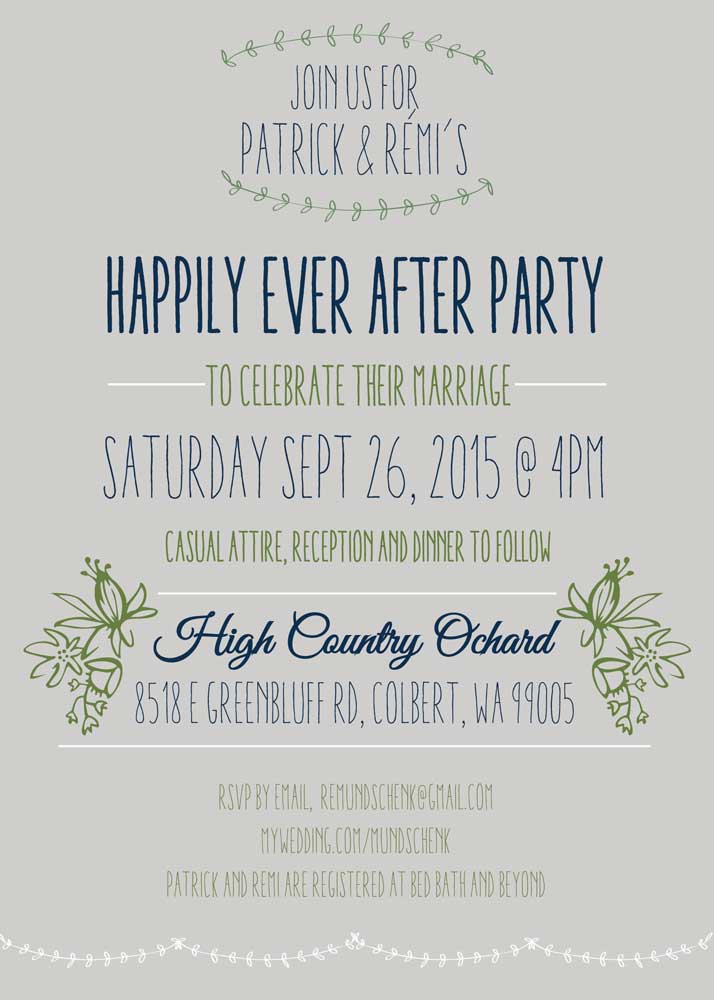 JOIN US FOR
PATRICK & RÉMI'S
HAPPILY EVER AFTER PARTY
TO CELEBRATE THEIR MARRIAGE
SATURDAY SEPT 26, 2015 @ 4PM
CASUAL ATTIRE, RECEPTION AND DINNER TO FOLLOW
High Country Ochard
8518 E GREENBLUFF RD, COLBERT, WA 99005
RSVP BY EMAIL, REMUNDSCHENK@GMAIL.COM
MYWEDDING.COM/MUNDSCHENK
PATRICK AND REMI ARE REGISTERED AT BED BATH AND BEYOND